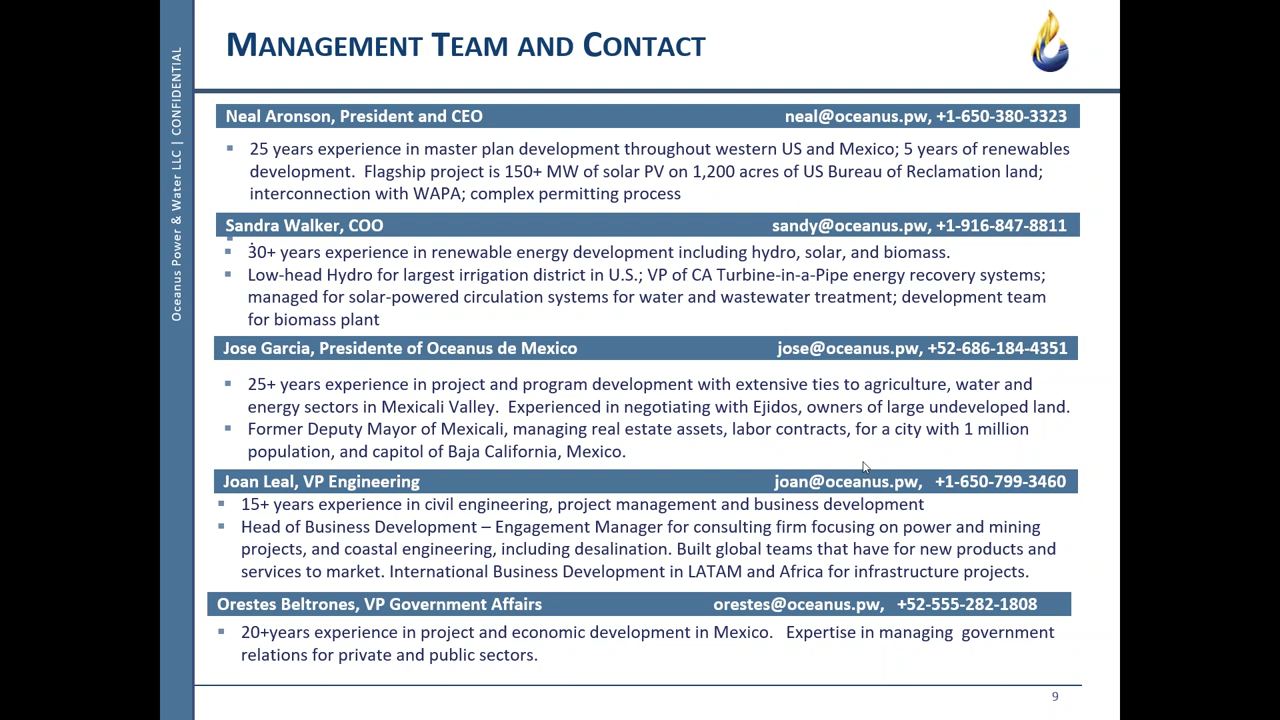 MANAGEMENT TEAM AND CONTACT
Oceanus Power & Water LLC | CONFIDENTIAL
Neal Aronson, President and CEO neal@oceanus.pw, +1-650-380-3323
25 years experience in master plan development throughout western US and Mexico; 5 years of renewables
development. Flagship project is 150+ MW of solar PV on 1,200 acres of US Bureau of Reclamation land;
interconnection with WAPA; complex permitting process
Sandra Walker, COO sandy@oceanus.pw, +1-916-847-8811
30+ years experience in renewable energy development including hydro, solar, and biomass.
Low-head Hydro for largest irrigation district in U.S.; VP of CA Turbine-in-a-Pipe energy recovery systems;
managed for solar-powered circulation systems for water and wastewater treatment; development team
for biomass plant
Jose Garcia, Presidente of Oceanus de Mexico jose@oceanus.pw, +52-686-184-4351
25+ years experience in project and program development with extensive ties to agriculture, water and
energy sectors in Mexicali Valley. Experienced in negotiating with Ejidos, owners of large undeveloped land.
Former Deputy Mayor of Mexicali, managing real estate assets, labor contracts, for a city with 1 million
population, and capitol of Baja California, Mexico.
Joan Leal, VP Engineering joan@oceanus.pw, +1-650-799-3460
15+ years experience in civil engineering, project management and business development
Head of Business Development – Engagement Manager for consulting firm focusing on power and mining
projects, and coastal engineering, including desalination. Built global teams that have for new products and
services to market. International Business Development in LATAM and Africa for infrastructure projects.
Orestes Beltrones, VP Government Affairs orestes@oceanus.pw, +52-555-282-1808
20+years experience in project and economic development in Mexico. Expertise in managing government
relations for private and public sectors.
9